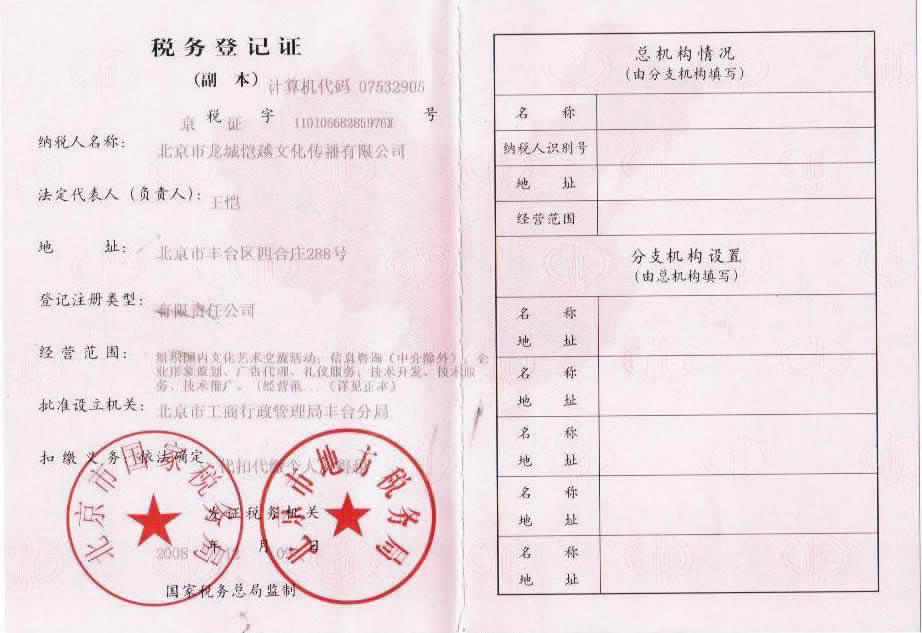 税务登记证
(副 本) 计算机代码 07532905
京 税 证 字 11010668285976X 号
纳税人名称: 北京市龙城恺越文化传播有限公司
法定代表人(负责人): 王恺
地 址: 北京市丰台区四合庄288号
登记注册类型: 有限责任公司
经营范围: 组织国内文化艺术交流活动;信息咨询(中介除外)、企
业形象策划、广告代理、礼仪服务、技术开发、技术服
务、技术推广。(经营范...(详见正本)
批准设立机关: 北京市工商行政管理局丰台分局
扣缴义务: 依法确定 代扣代缴个人
北京市国家税务局
北京市地方税务局
发证税务机关
2008 年 12 月 09 日
国家税务总局监制
总机构情况
(由分支机构填写)
名 称
纳税人识别号
地 址
经营范围
分支机构设置
(由总机构填写)
名 称
地 址
名 称
地 址
名 称
地 址
名 称
地 址
名 称
地 址